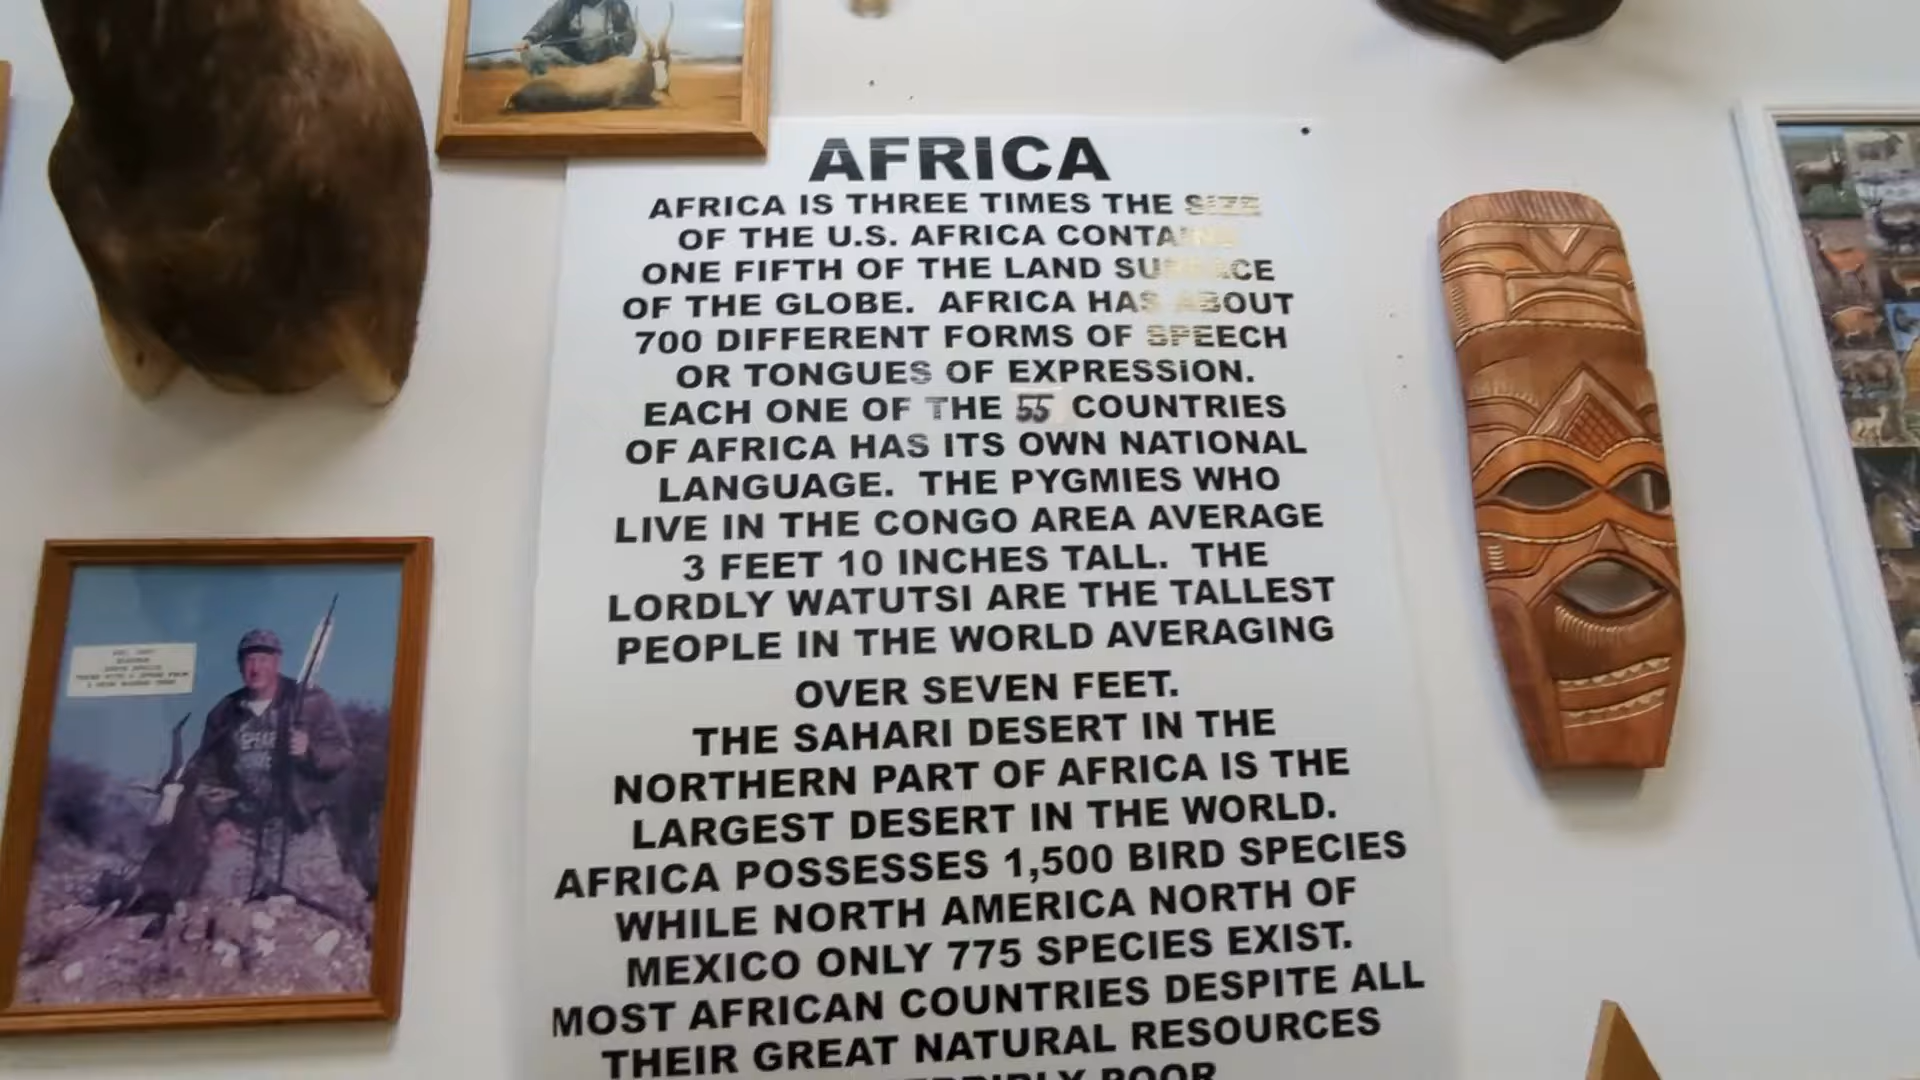 AFRICA
AFRICA IS THREE TIMES THE SIZE
OF THE U.S. AFRICA CONTAINS
ONE FIFTH OF THE LAND SURFACE
OF THE GLOBE. AFRICA HAS ABOUT
700 DIFFERENT FORMS OF SPEECH
OR TONGUES OF EXPRESSION.
EACH ONE OF THE 55 COUNTRIES
OF AFRICA HAS ITS OWN NATIONAL
LANGUAGE. THE PYGMIES WHO
LIVE IN THE CONGO AREA AVERAGE
3 FEET 10 INCHES TALL. THE
LORDLY WATUTSI ARE THE TALLEST
PEOPLE IN THE WORLD AVERAGING
OVER SEVEN FEET.
THE SAHARI DESERT IN THE
NORTHERN PART OF AFRICA IS THE
LARGEST DESERT IN THE WORLD.
AFRICA POSSESSES 1,500 BIRD SPECIES
WHILE NORTH AMERICA NORTH OF
MEXICO ONLY 775 SPECIES EXIST.
MOST AFRICAN COUNTRIES DESPITE ALL
THEIR GREAT NATURAL RESOURCES
POOR
SPEAR